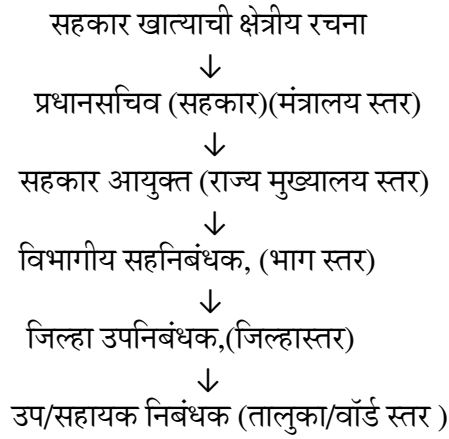 सहकार खात्याची क्षेत्रीय रचना
↓
प्रधानसचिव (सहकार)(मंत्रालय स्तर)
↓
सहकार आयुक्त (राज्य मुख्यालय स्तर)
↓
विभागीय सहनिबंधक, (भाग स्तर)
↓
जिल्हा उपनिबंधक,(जिल्हास्तर)
↓
उप/सहायक निबंधक (तालुका/वॉर्ड स्तर )